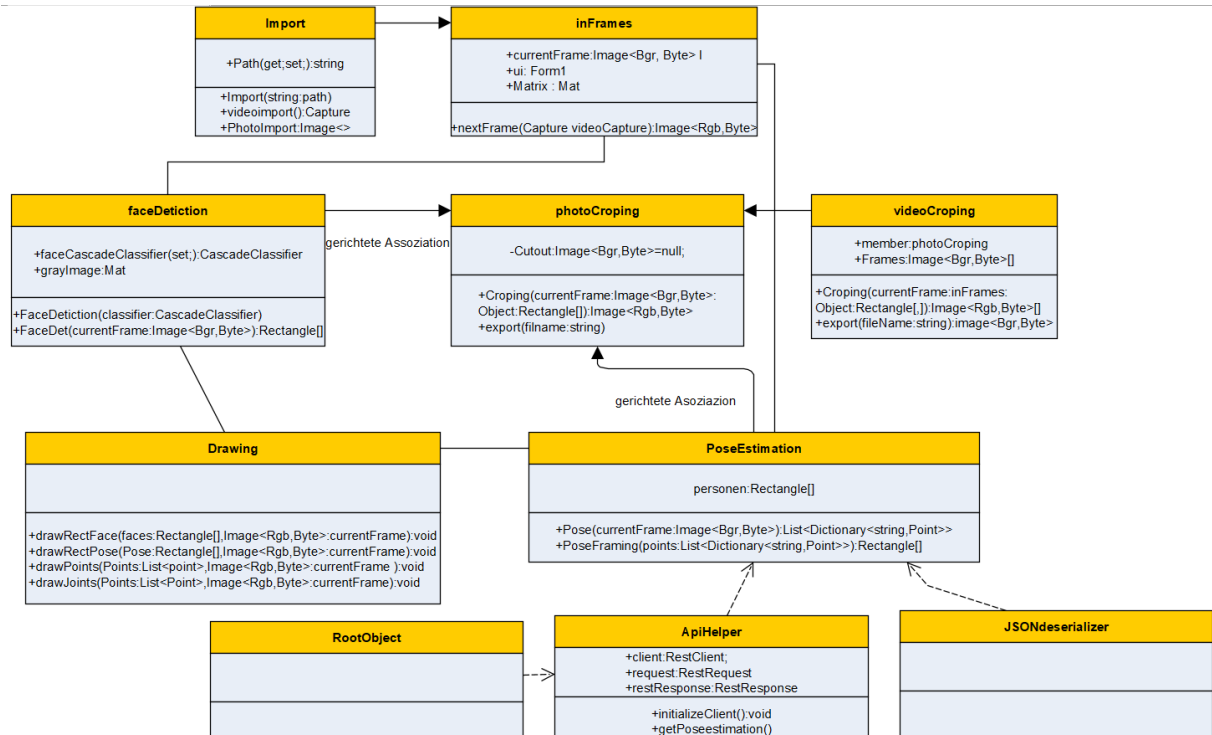 Import
+Path(get;set;):string
+Import(string:path)
+videoimport():Capture
+PhotoImport:Image<>
inFrames
+currentFrame:Image<Bgr, Byte> I
+ui: Form1
+Matrix : Mat
+nextFrame(Capture videoCapture):Image<Rgb,Byte>
faceDetiction
+faceCascadeClassifier(set;):CascadeClassifier
+grayImage:Mat
+FaceDetiction(classifier:CascadeClassifier)
+FaceDet(currentFrame:Image<Bgr,Byte>):Rectangle[]
gerichtete Assoziation
photoCroping
-Cutout:Image<Bgr,Byte>=null;
+Croping(currentFrame:Image<Bgr,Byte>:
Object:Rectangle[]):Image<Rgb,Byte>
+export(filname:string)
videoCroping
+member:photoCroping
+Frames:Image<Bgr,Byte>[]
+Croping(currentFrame:inFrames:
Object:Rectangle[,]):Image<Rgb,Byte>[]
+export(fileName:string):image<Bgr,Byte>
gerichtete Asoziazion
Drawing
+drawRectFace(faces:Rectangle[],Image<Rgb,Byte>:currentFrame):void
+drawRectPose(Pose:Rectangle[],Image<Rgb,Byte>:currentFrame):void
+drawPoints(Points:List<point>,Image<Rgb,Byte>:currentFrame ):void
+drawJoints(Points:List<Point>,Image<Rgb,Byte>:currentFrame):void
PoseEstimation
personen:Rectangle[]
+Pose(currentFrame:Image<Bgr,Byte>):List<Dictionary<string,Point>>
+PoseFraming(points:List<Dictionary<string,Point>>):Rectangle[]
RootObject
ApiHelper
+client:RestClient;
+request:RestRequest
+restResponse:RestResponse
+initializeClient():void
+getPoseestimation()
JSONdeserializer